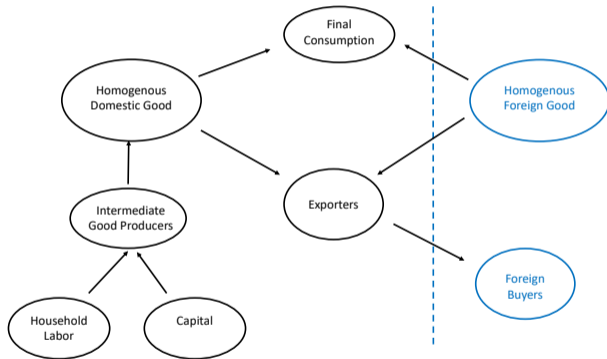 Final
Consumption
Homogenous
Domestic Good
Homogenous
Foreign Good
Intermediate
Good Producers
Exporters
Foreign
Buyers
Household
Labor
Capital